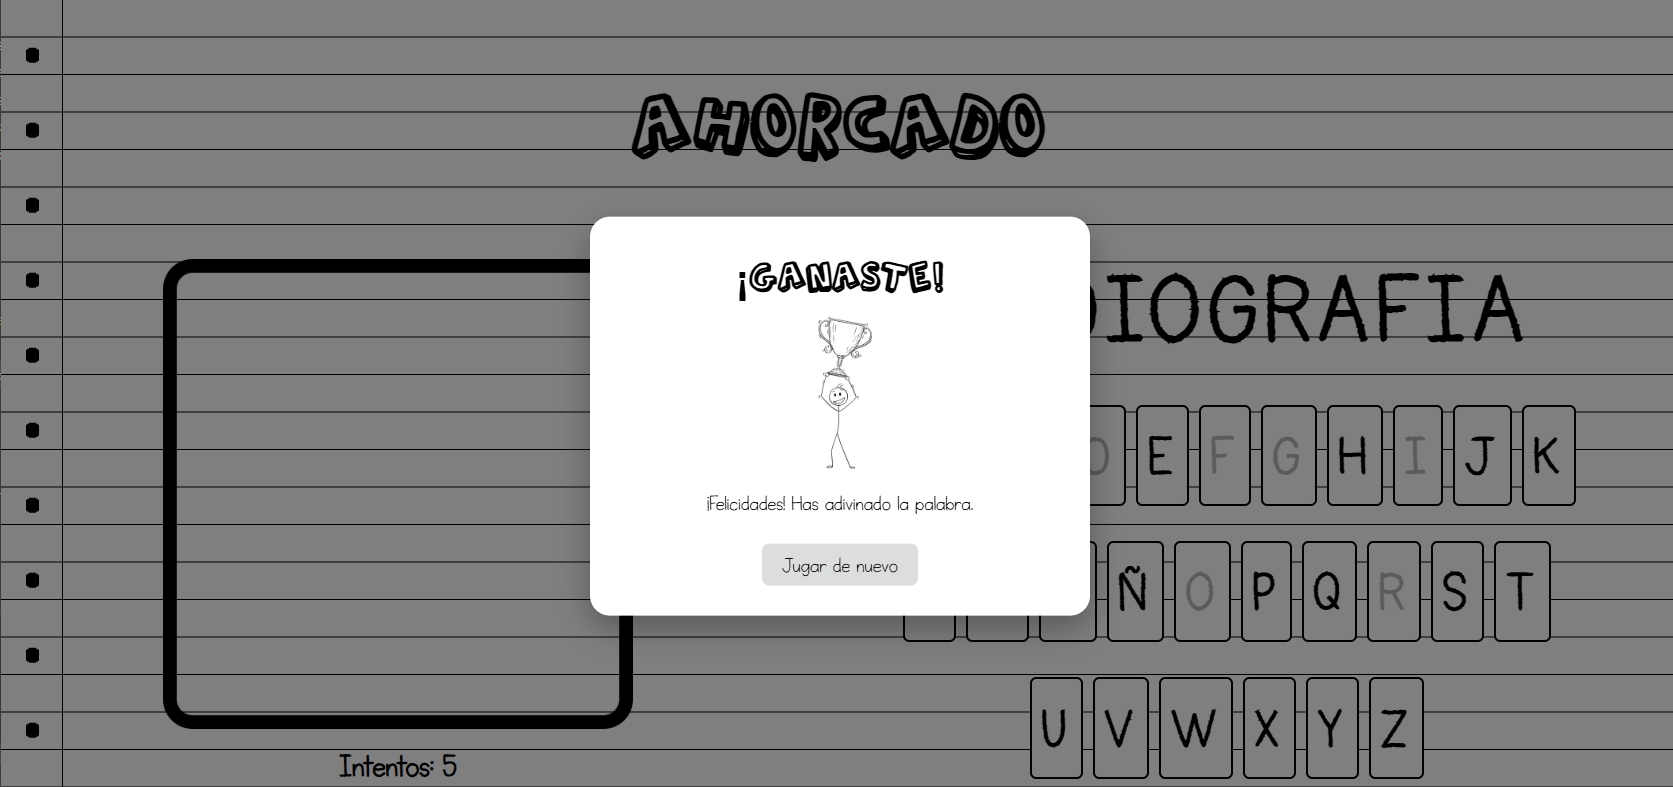 AHORCADO
¡GANASTE!
DIOGRAFIA
¡Felicidades! Has adivinado la palabra.
Jugar de nuevo
D E F G H I J K
Ñ O P Q R S T
U V W X Y Z
Intentos: 5